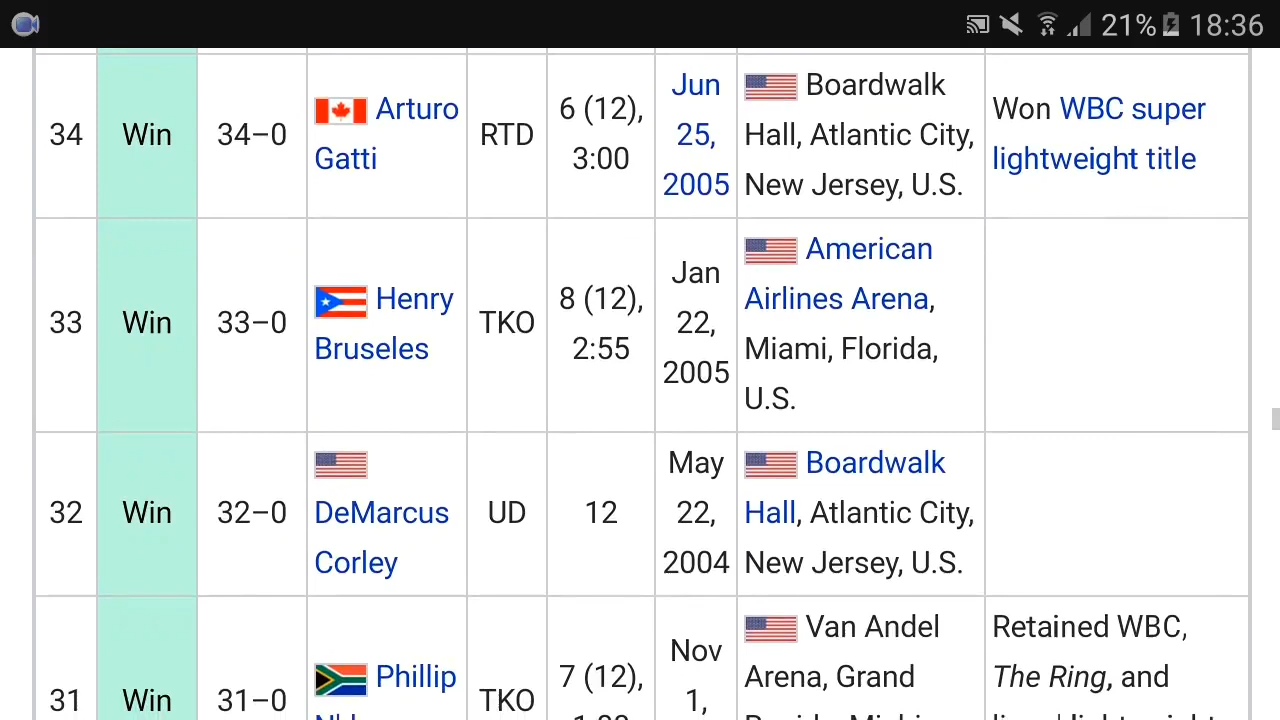 21% 18:36
34 Win 34–0 Arturo Gatti RTD 6 (12), 3:00 Jun 25, 2005 Boardwalk Hall, Atlantic City, New Jersey, U.S. Won WBC super lightweight title
33 Win 33–0 Henry Bruseles TKO 8 (12), 2:55 Jan 22, 2005 American Airlines Arena, Miami, Florida, U.S.
32 Win 32–0 DeMarcus Corley UD 12 May 22, 2004 Boardwalk Hall, Atlantic City, New Jersey, U.S.
31 Win 31–0 Phillip TKO 7 (12), Nov 1, Van Andel Arena, Grand Retained WBC, The Ring, and